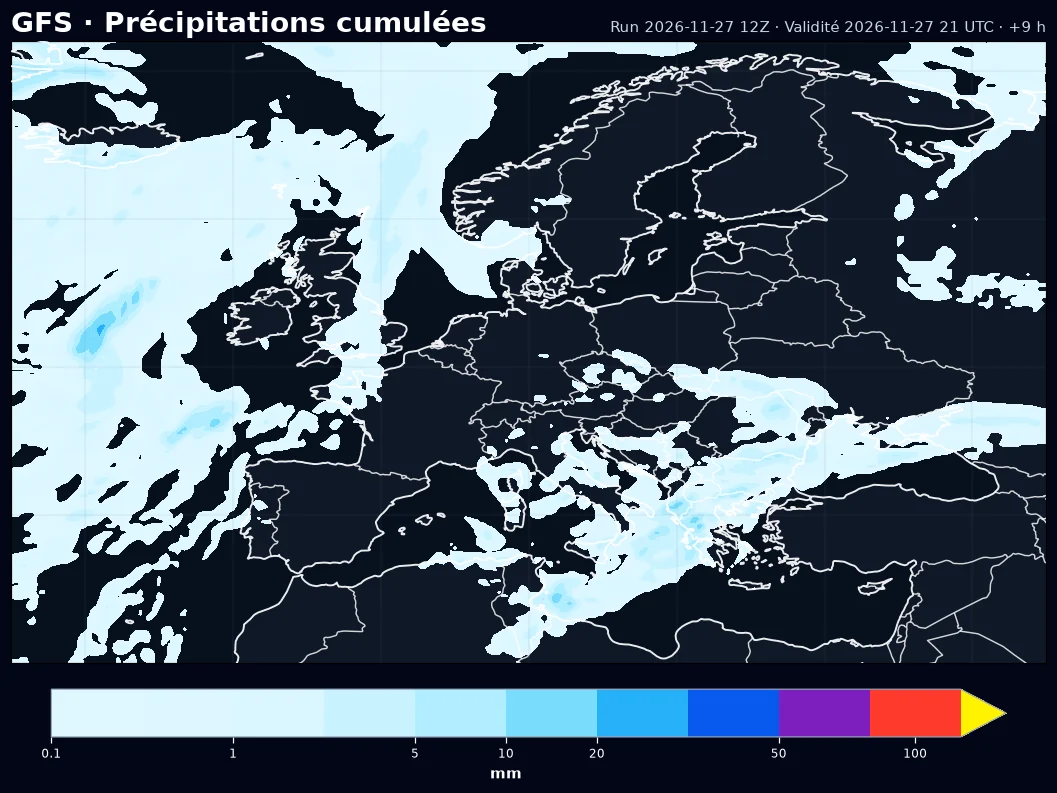 GFS · Précipitations cumulées
Run 2026-11-27 12Z · Validité 2026-11-27 21 UTC · +9 h
0.1 1 5 10 20 50 100
mm